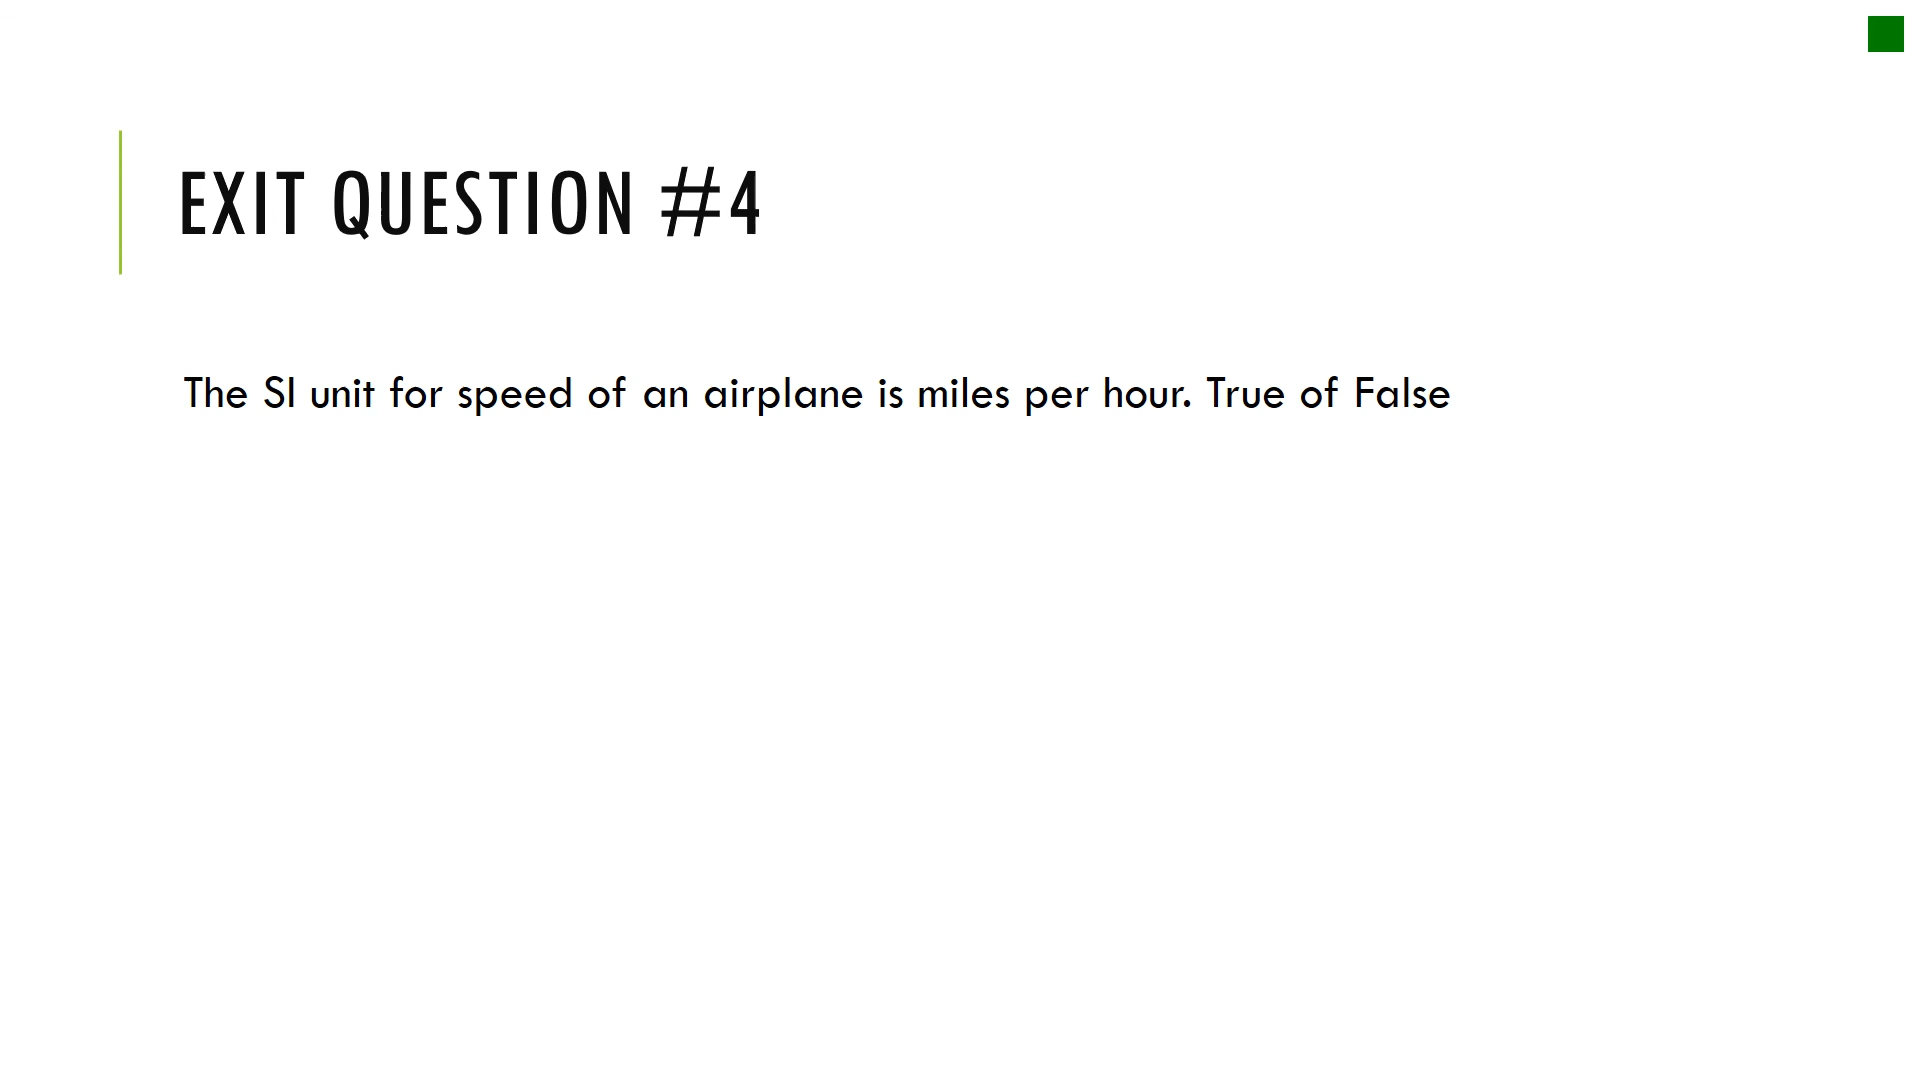 EXIT QUESTION #4
The SI unit for speed of an airplane is miles per hour. True of False